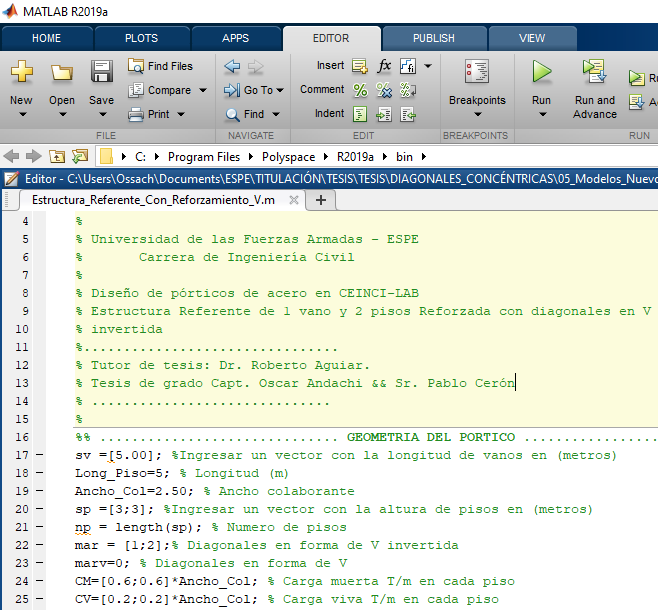 MATLAB R2019a
HOME PLOTS APPS EDITOR PUBLISH VIEW
New Open Save Find Files Compare Print
Go To Find
Insert fx
Comment
Indent
Breakpoints
Run Run and Advance
FILE NAVIGATE EDIT BREAKPOINTS RUN
C: Program Files Polyspace R2019a bin
Editor - C:\Users\Ossach\Documents\ESPE\TITULACIÓN\TESIS\TESIS\DIAGONALES_CONCÉNTRICAS\05_Modelos_Nuevo
Estructura_Referente_Con_Reforzamiento_V.m
4 %
5 % Universidad de las Fuerzas Armadas - ESPE
6 % Carrera de Ingeniería Civil
7 %
8 % Diseño de pórticos de acero en CEINCI-LAB
9 % Estructura Referente de 1 vano y 2 pisos Reforzada con diagonales en V
10 % invertida
11 %...............................
12 % Tutor de tesis: Dr. Roberto Aguiar.
13 % Tesis de grado Capt. Oscar Andachi && Sr. Pablo Cerón
14 % .............................
15 %
16 %% ............................. GEOMETRIA DEL PORTICO .................
17 sv =[5.00]; %Ingresar un vector con la longitud de vanos en (metros)
18 Long_Piso=5; % Longitud (m)
19 Ancho_Col=2.50; % Ancho colaborante
20 sp =[3;3]; %Ingresar un vector con la altura de pisos en (metros)
21 np = length(sp); % Numero de pisos
22 mar = [1;2];% Diagonales en forma de V invertida
23 marv=0; % Diagonales en forma de V
24 CM=[0.6;0.6]*Ancho_Col; % Carga muerta T/m en cada piso
25 CV=[0.2;0.2]*Ancho_Col; % Carga viva T/m en cada piso